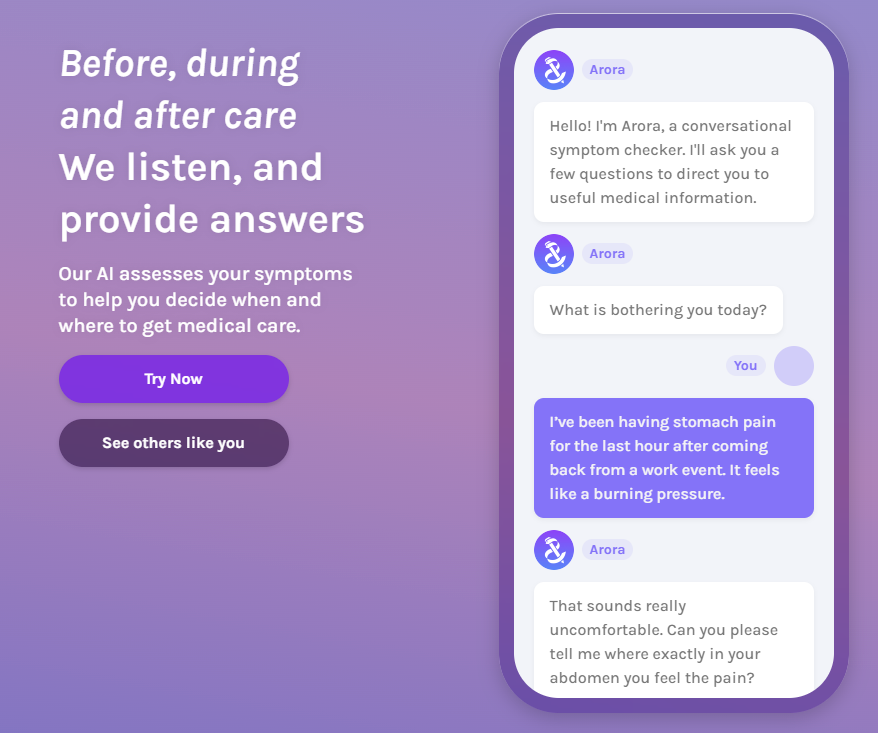 Before, during
and after care
We listen, and
provide answers
Our AI assesses your symptoms
to help you decide when and
where to get medical care.
Try Now
See others like you
Arora
Hello! I'm Arora, a conversational
symptom checker. I'll ask you a
few questions to direct you to
useful medical information.
Arora
What is bothering you today?
You
I’ve been having stomach pain
for the last hour after coming
back from a work event. It feels
like a burning pressure.
Arora
That sounds really
uncomfortable. Can you please
tell me where exactly in your
abdomen you feel the pain?